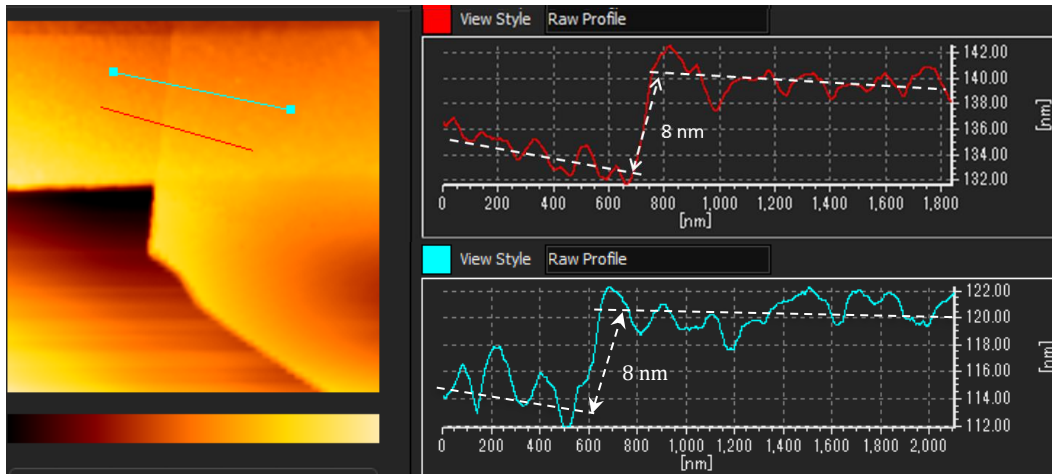 View Style Raw Profile
142.00
140.00
138.00
136.00
134.00
132.00
[nm]
8 nm
0 200 400 600 800 1,000 1,200 1,400 1,600 1,800
[nm]
View Style Raw Profile
122.00
120.00
118.00
116.00
114.00
112.00
[nm]
8 nm
0 200 400 600 800 1,000 1,200 1,400 1,600 1,800 2,000
[nm]